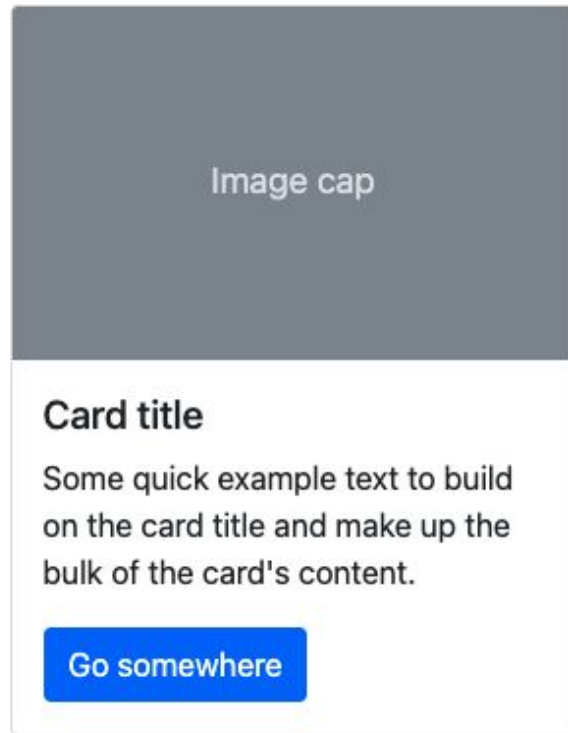 Image cap
Card title
Some quick example text to build
on the card title and make up the
bulk of the card's content.
Go somewhere